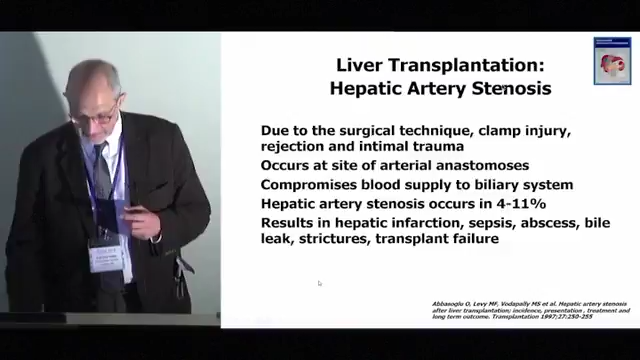 Liver Transplantation:
Hepatic Artery Stenosis
Due to the surgical technique, clamp injury,
rejection and intimal trauma
Occurs at site of arterial anastomoses
Compromises blood supply to biliary system
Hepatic artery stenosis occurs in 4-11%
Results in hepatic infarction, sepsis, abscess, bile
leak, strictures, transplant failure
Abbasoglu O, Levy MF, Vodapally MS et al. Hepatic artery stenosis
after liver transplantation; incidence, presentation , treatment and
long term outcome. Transplantation 1997;27:250-255